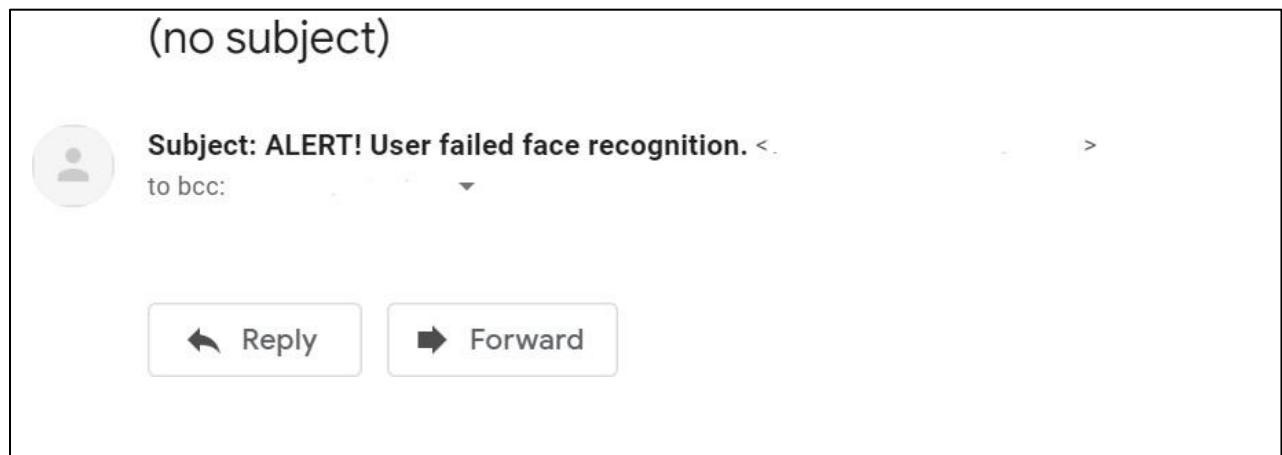 (no subject)
Subject: ALERT! User failed face recognition. < >
to bcc:
Reply Forward